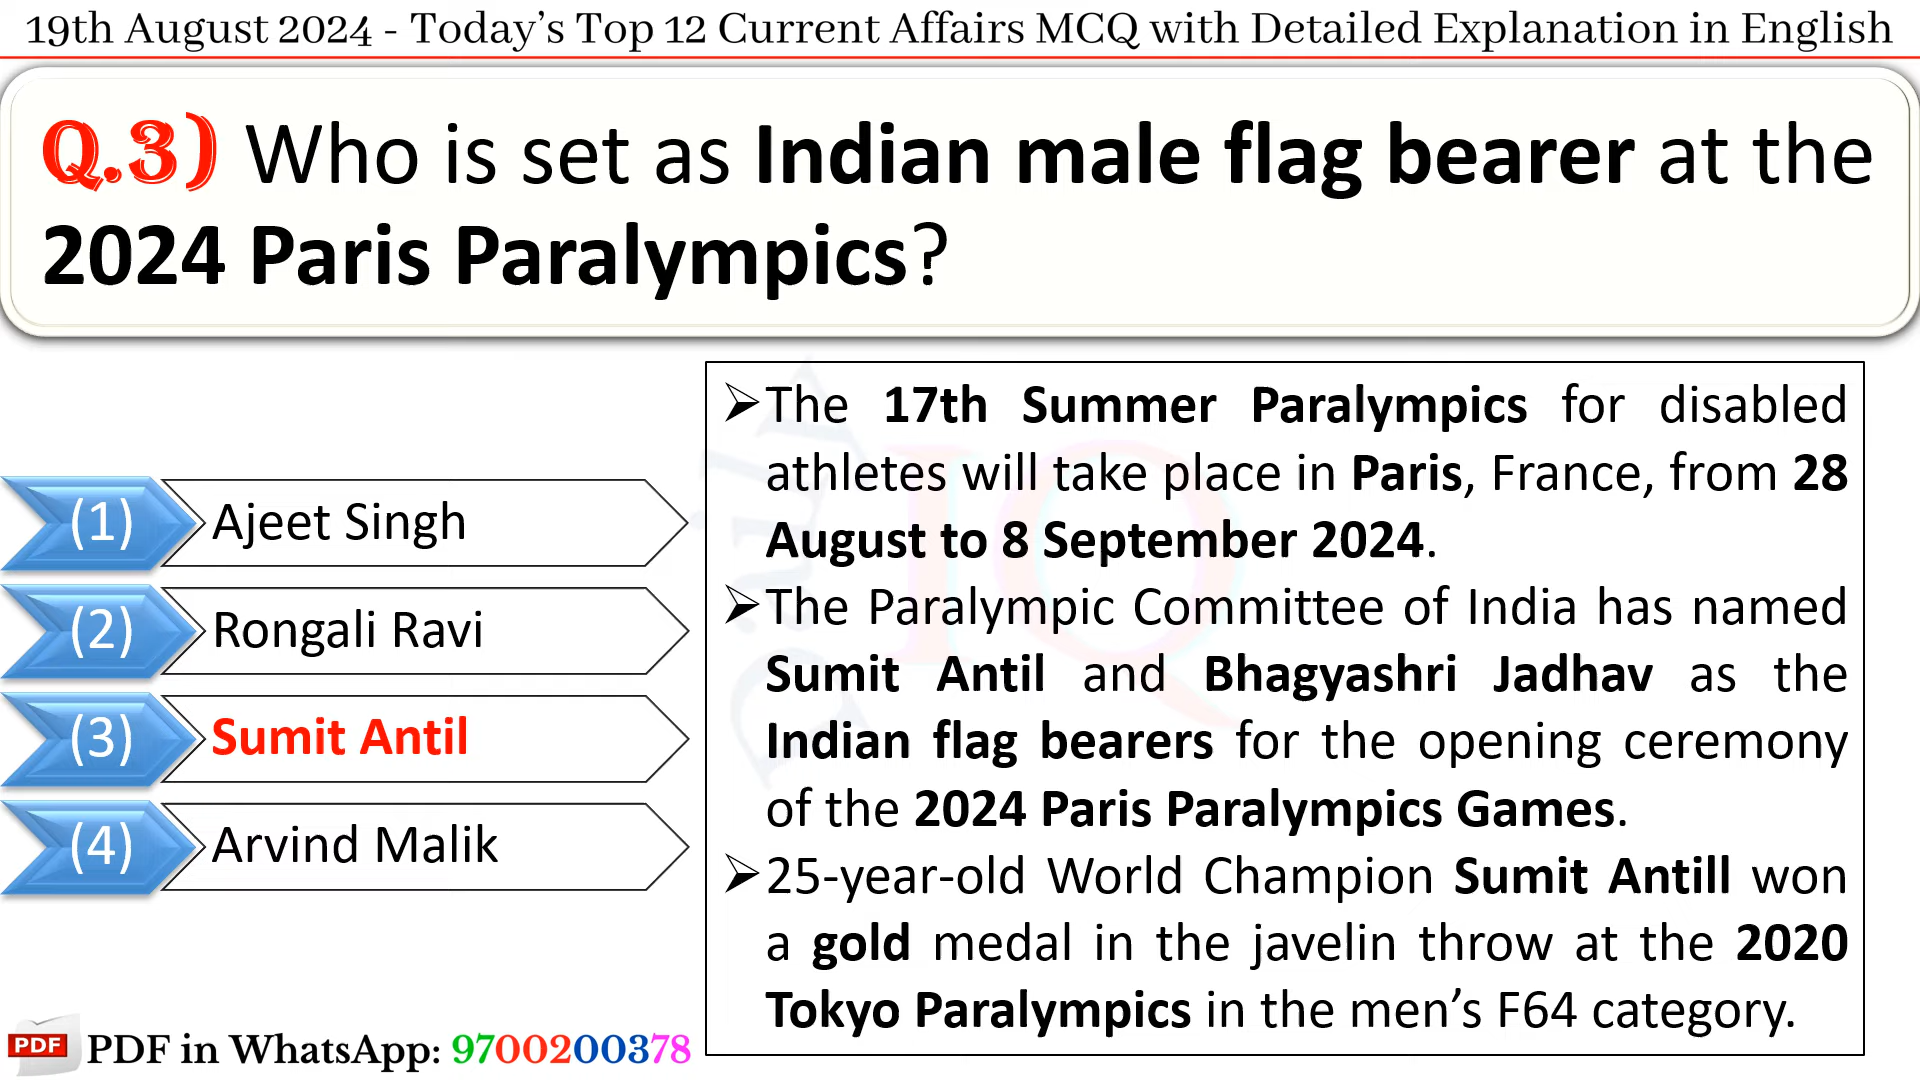 19th August 2024 - Today’s Top 12 Current Affairs MCQ with Detailed Explanation in English
Q.3) Who is set as Indian male flag bearer at the
2024 Paris Paralympics?
(1) Ajeet Singh
(2) Rongali Ravi
(3) Sumit Antil
(4) Arvind Malik
➢The 17th Summer Paralympics for disabled
athletes will take place in Paris, France, from 28
August to 8 September 2024.
➢The Paralympic Committee of India has named
Sumit Antil and Bhagyashri Jadhav as the
Indian flag bearers for the opening ceremony
of the 2024 Paris Paralympics Games.
➢25-year-old World Champion Sumit Antill won
a gold medal in the javelin throw at the 2020
Tokyo Paralympics in the men’s F64 category.
Daily
IQ
PDF PDF in WhatsApp: 9700200378